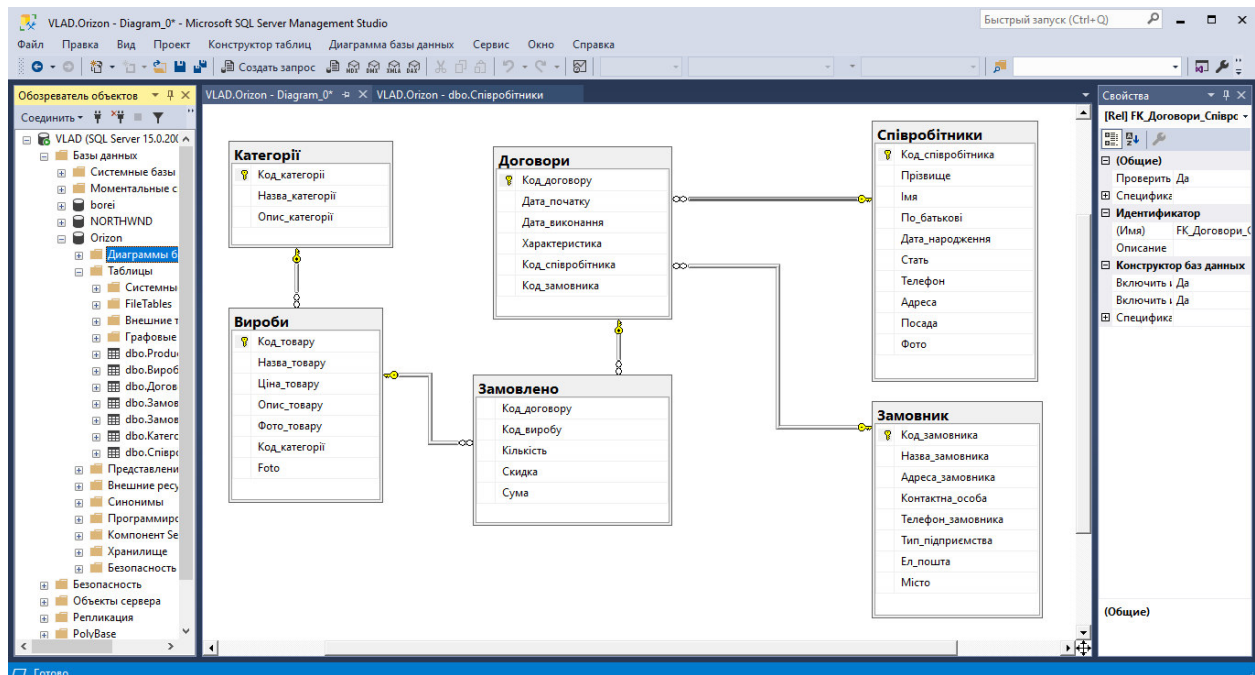 VLAD.Orizon - Diagram_0* - Microsoft SQL Server Management Studio
Быстрый запуск (Ctrl+Q)
Файл Правка Вид Проект Конструктор таблиц Диаграмма базы данных Сервис Окно Справка
Создать запрос
Обозреватель объектов
Соединить
VLAD (SQL Server 15.0.200
Базы данных
Системные базы
Моментальные с
borei
NORTHWND
Orizon
Диаграммы б
Таблицы
Системны
FileTables
Внешние т
Графовые
dbo.Produ
dbo.Вироб
dbo.Догов
dbo.Замов
dbo.Замов
dbo.Катего
dbo.Співро
Представлени
Внешние ресу
Синонимы
Программиро
Компонент Se
Хранилище
Безопасность
Безопасность
Объекты сервера
Репликация
PolyBase
VLAD.Orizon - Diagram_0*
VLAD.Orizon - dbo.Співробітники
Категорії
Код_категорії
Назва_категорії
Опис_категорії
Вироби
Код_товару
Назва_товару
Ціна_товару
Опис_товару
Фото_товару
Код_категорії
Foto
Договори
Код_договору
Дата_початку
Дата_виконання
Характеристика
Код_співробітника
Код_замовника
Замовлено
Код_договору
Код_виробу
Кількість
Скидка
Сума
Співробітники
Код_співробітника
Прізвище
Імя
По_батькові
Дата_народження
Стать
Телефон
Адреса
Посада
Фото
Замовник
Код_замовника
Назва_замовника
Адреса_замовника
Контактна_особа
Телефон_замовника
Тип_підприємства
Ел_пошта
Місто
Свойства
[Rel] FK_Договори_Співрс
(Общие)
Проверить Да
Специфика
Идентификатор
(Имя) FK_Договори_С
Описание
Конструктор баз данных
Включить и Да
Включить и Да
Специфика
(Общие)
Готово